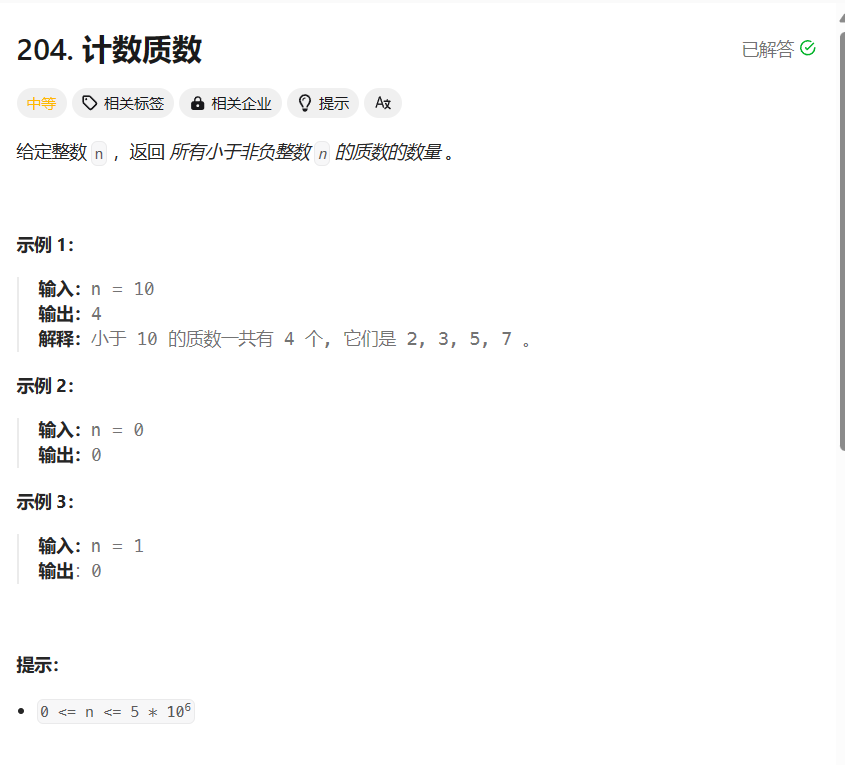 204. 计数质数
已解答
中等 相关标签 相关企业 提示 Aあ
给定整数 n ，返回 所有小于非负整数 n 的质数的数量 。
示例 1：
输入：n = 10
输出：4
解释：小于 10 的质数一共有 4 个, 它们是 2, 3, 5, 7 。
示例 2：
输入：n = 0
输出：0
示例 3：
输入：n = 1
输出：0
提示：
0 <= n <= 5 * 10⁶